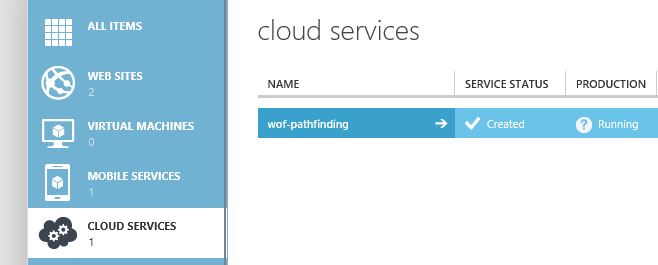 ALL ITEMS
WEB SITES
2
VIRTUAL MACHINES
0
MOBILE SERVICES
1
CLOUD SERVICES
1
cloud services
NAME SERVICE STATUS PRODUCTION
wof-pathfinding Created Running